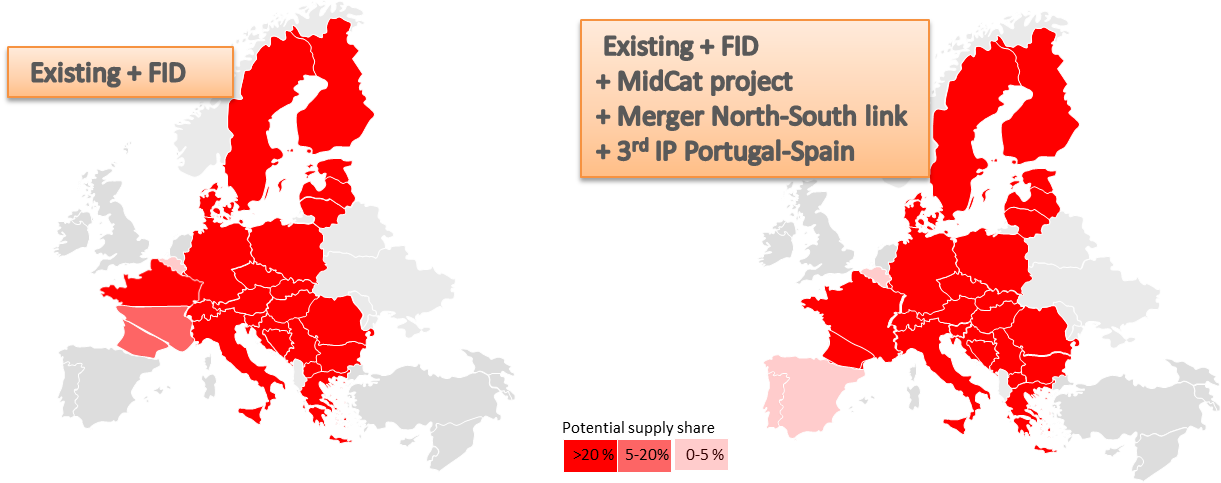 Existing + FID
Existing + FID
+ MidCat project
+ Merger North-South link
+ 3rd IP Portugal-Spain
Potential supply share
>20 % 5-20% 0-5 %